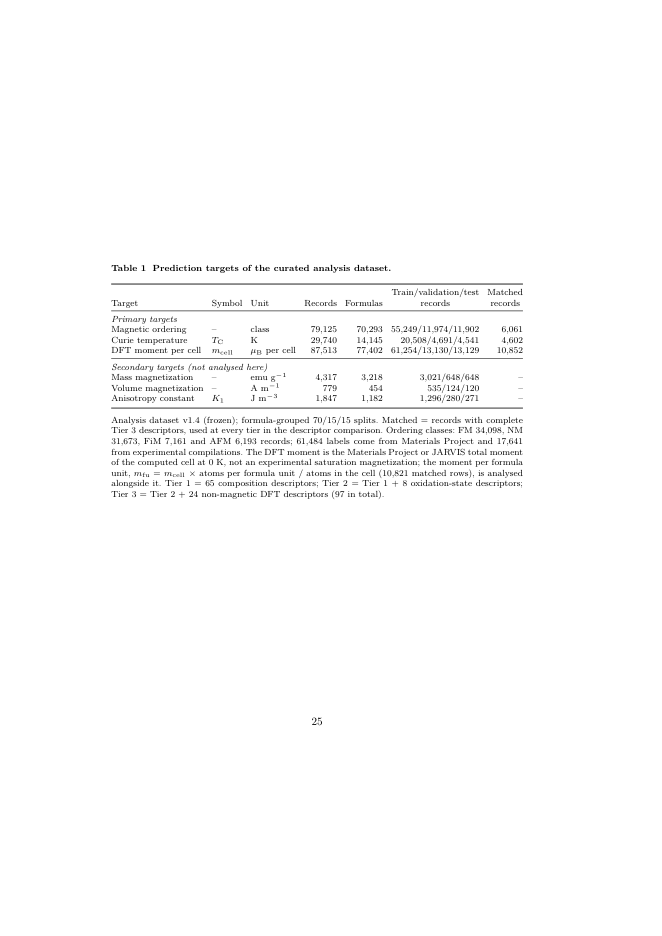 Table 1 Prediction targets of the curated analysis dataset.
Train/validation/test Matched
Target Symbol Unit Records Formulas records records
Primary targets
Magnetic ordering – class 79,125 70,293 55,249/11,974/11,902 6,061
Curie temperature T_C K 29,740 14,145 20,508/4,691/4,541 4,602
DFT moment per cell m_cell μ_B per cell 87,513 77,402 61,254/13,130/13,129 10,852
Secondary targets (not analysed here)
Mass magnetization – emu g⁻¹ 4,317 3,218 3,021/648/648 –
Volume magnetization – A m⁻¹ 779 454 535/124/120 –
Anisotropy constant K₁ J m⁻³ 1,847 1,182 1,296/280/271 –
Analysis dataset v1.4 (frozen); formula-grouped 70/15/15 splits. Matched = records with complete
Tier 3 descriptors, used at every tier in the descriptor comparison. Ordering classes: FM 34,098, NM
31,673, FiM 7,161 and AFM 6,193 records; 61,484 labels come from Materials Project and 17,641
from experimental compilations. The DFT moment is the Materials Project or JARVIS total moment
of the computed cell at 0 K, not an experimental saturation magnetization; the moment per formula
unit, m_fu = m_cell × atoms per formula unit / atoms in the cell (10,821 matched rows), is analysed
alongside it. Tier 1 = 65 composition descriptors; Tier 2 = Tier 1 + 8 oxidation-state descriptors;
Tier 3 = Tier 2 + 24 non-magnetic DFT descriptors (97 in total).
25